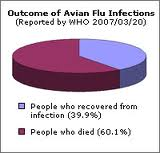 Outcome of Avian Flu Infections
(Reported by WHO 2007/03/20)
People who recovered from
infection (39.9%)
People who died (60.1%)